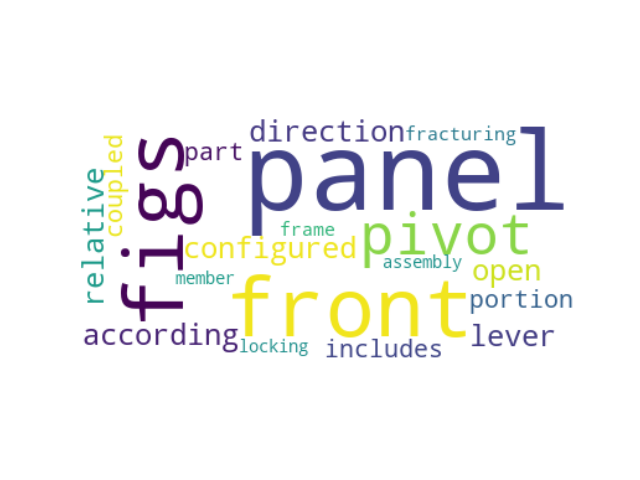 direction
fracturing
panel
figs
part
coupled
relative
pivot
frame
configured
assembly
open
member
front
portion
according
locking
includes
lever